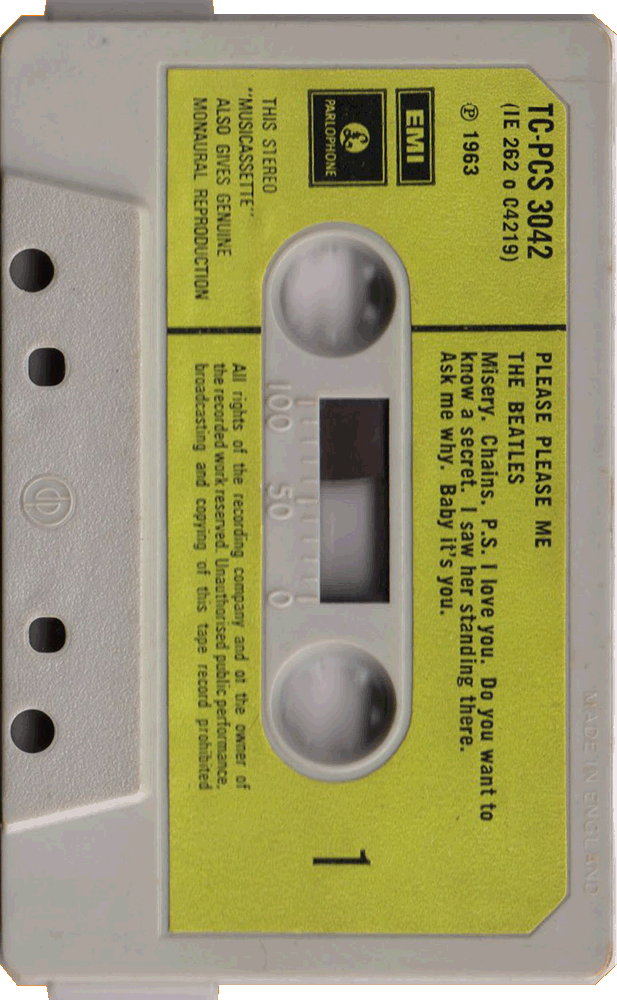 TC-PCS 3042
(IE 262 o 04219)
℗ 1963
EMI
PARLOPHONE
THIS STEREO
"MUSICASSETTE"
ALSO GIVES GENUINE
MONAURAL REPRODUCTION
PLEASE PLEASE ME
THE BEATLES
Misery. Chains. P.S. I love you. Do you want to
know a secret. I saw her standing there.
Ask me why. Baby it's you.
100 50 0
All rights of the recording company and ot the owner of
the recorded work reserved. Unauthorised public performance,
broadcasting and copying of this tape record prohibited
1
MADE IN ENGLAND